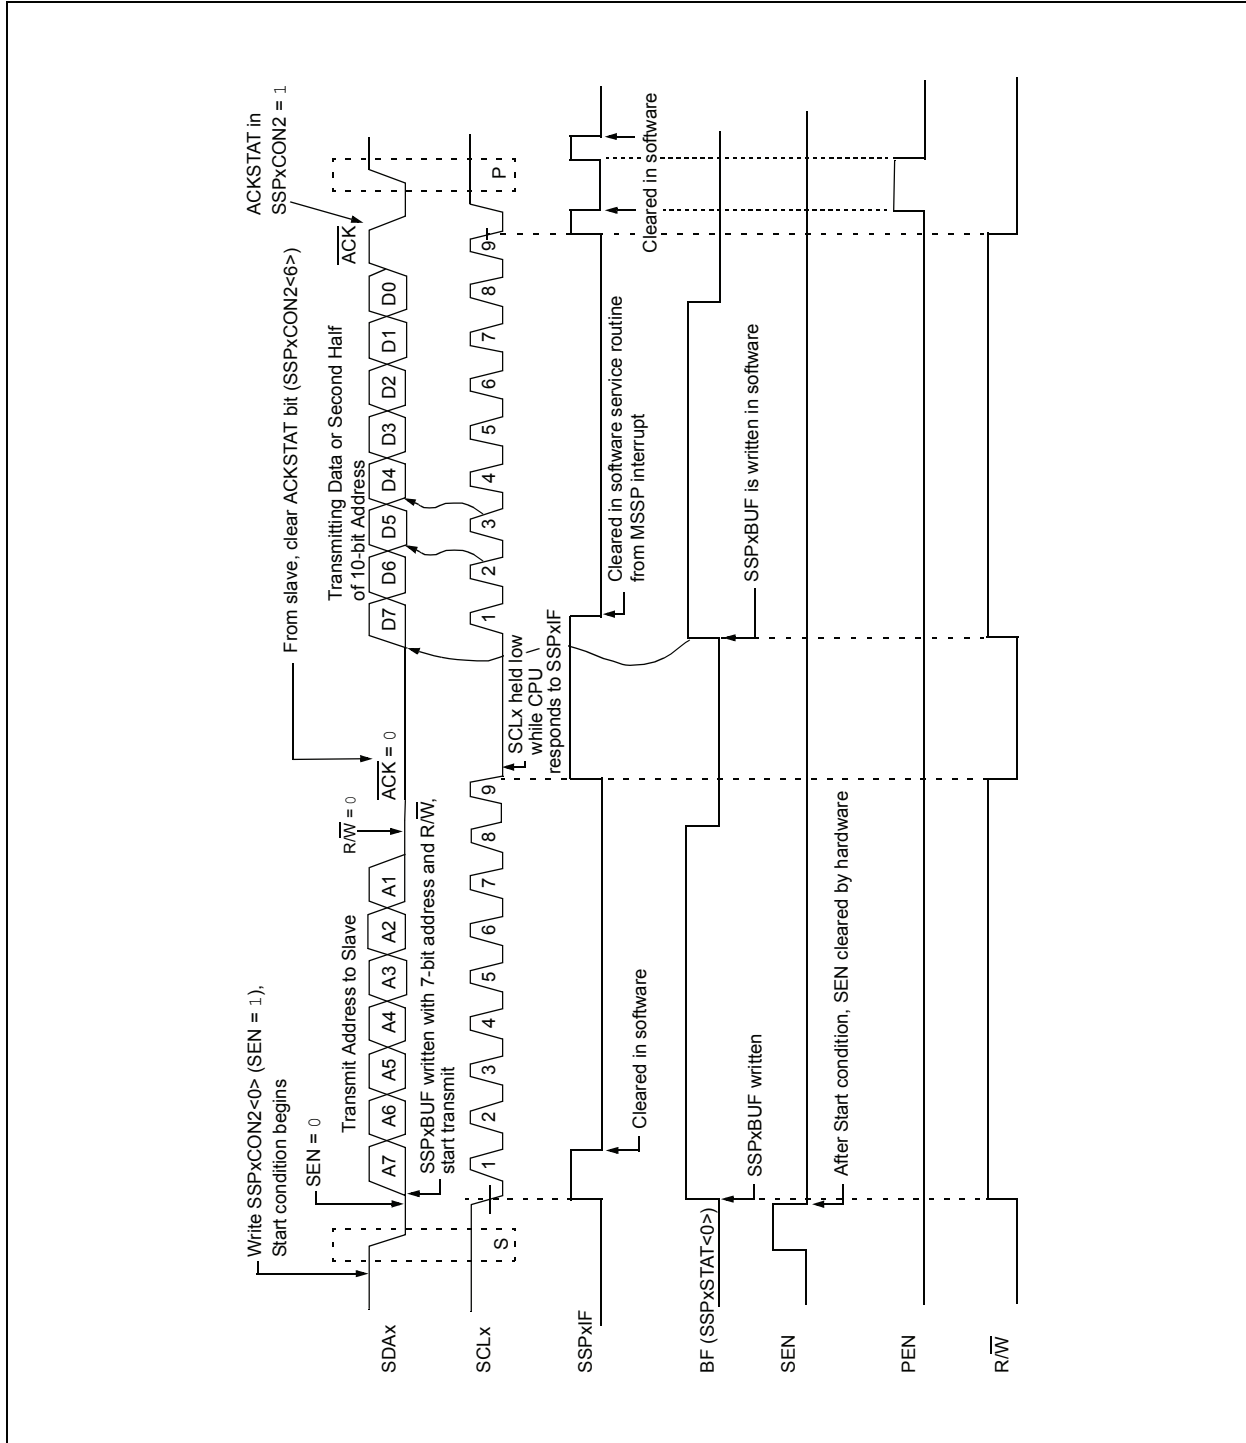 Write SSPxCON2<0> (SEN = 1),
Start condition begins
SEN = 0
Transmit Address to Slave
R/W = 0
From slave, clear ACKSTAT bit (SSPxCON2<6>)
ACK = 0
Transmitting Data or Second Half
of 10-bit Address
ACK
ACKSTAT in
SSPxCON2 = 1
SDAx
A7 A6 A5 A4 A3 A2 A1
D7 D6 D5 D4 D3 D2 D1 D0
SSPxBUF written with 7-bit address and R/W,
start transmit
SCLx
S
1 2 3 4 5 6 7 8 9
1 2 3 4 5 6 7 8 9
P
SCLx held low
while CPU
responds to SSPxIF
SSPxIF
Cleared in software
Cleared in software service routine
from MSSP interrupt
Cleared in software
BF (SSPxSTAT<0>)
SSPxBUF written
SSPxBUF is written in software
SEN
After Start condition, SEN cleared by hardware
PEN
R/W